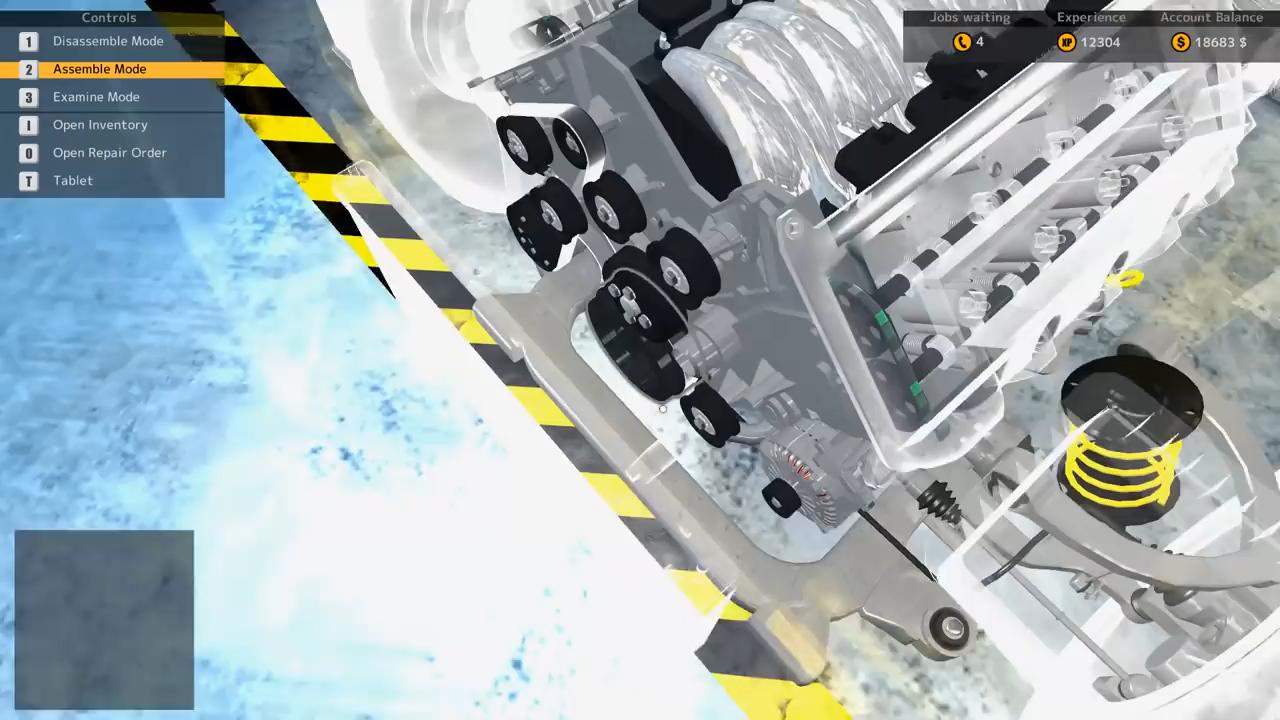 Controls
1 Disassemble Mode
2 Assemble Mode
3 Examine Mode
I Open Inventory
O Open Repair Order
T Tablet
Jobs waiting Experience Account Balance
4 XP 12304 $ 18683 $